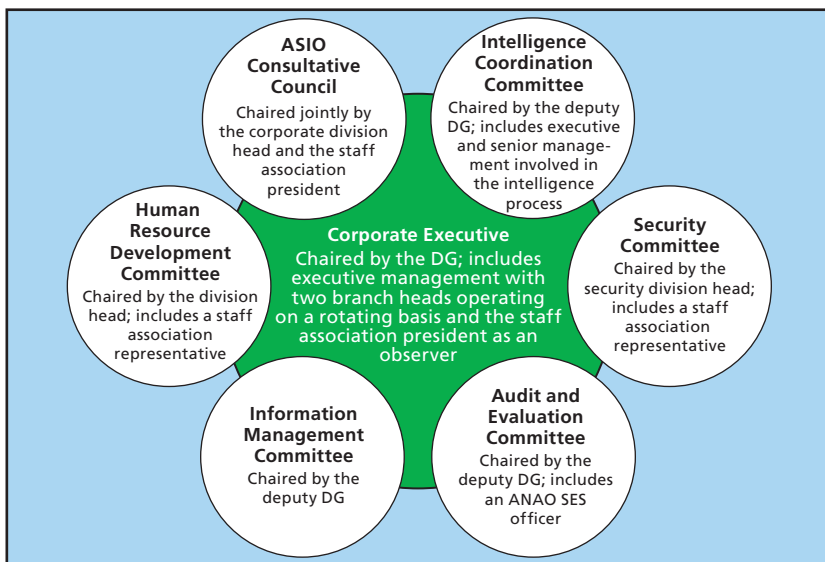 ASIO
Consultative
Council
Chaired jointly by
the corporate division
head and the staff
association
president
Intelligence
Coordination
Committee
Chaired by the deputy
DG; includes executive
and senior manage-
ment involved in
the intelligence
process
Human
Resource
Development
Committee
Chaired by the division
head; includes a staff
association
representative
Corporate Executive
Chaired by the DG; includes
executive management with
two branch heads operating
on a rotating basis and the staff
association president as an
observer
Security
Committee
Chaired by the
security division head;
includes a staff
association
representative
Information
Management
Committee
Chaired by the
deputy DG
Audit and
Evaluation
Committee
Chaired by the
deputy DG; includes
an ANAO SES
officer